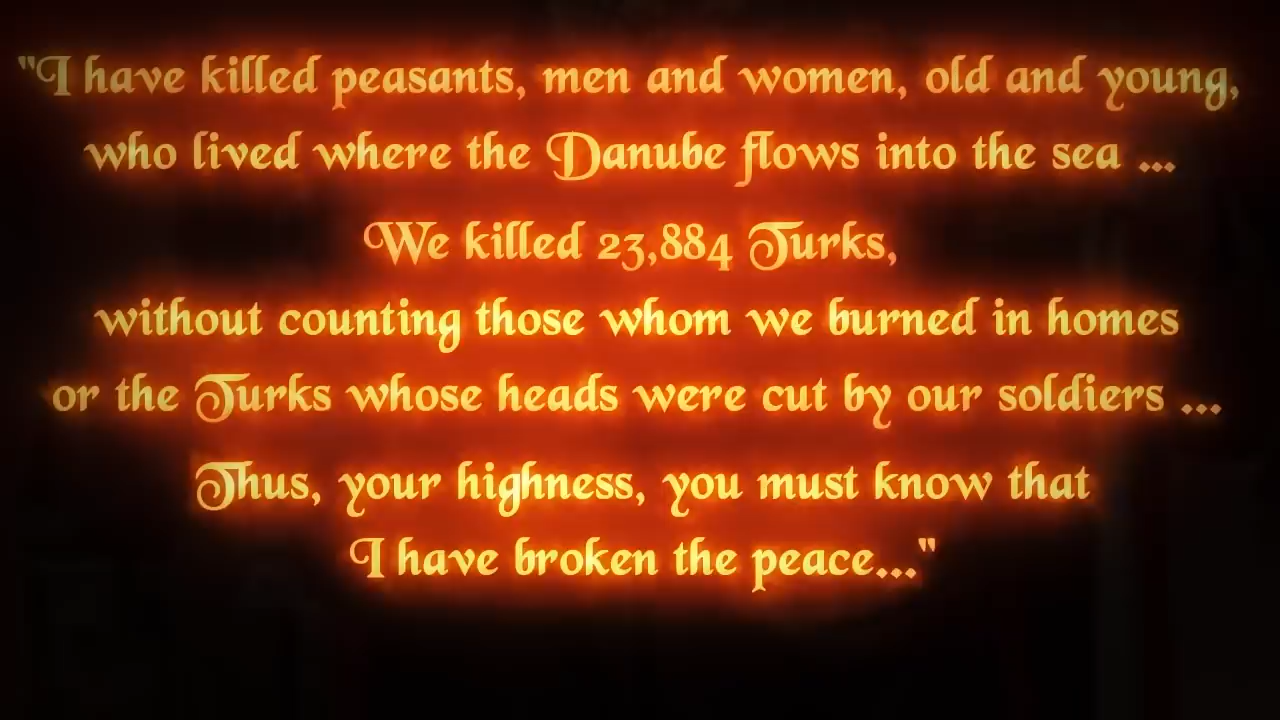 "I have killed peasants, men and women, old and young,
who lived where the Danube flows into the sea ...
We killed 23,884 Turks,
without counting those whom we burned in homes
or the Turks whose heads were cut by our soldiers ...
Thus, your highness, you must know that
I have broken the peace..."